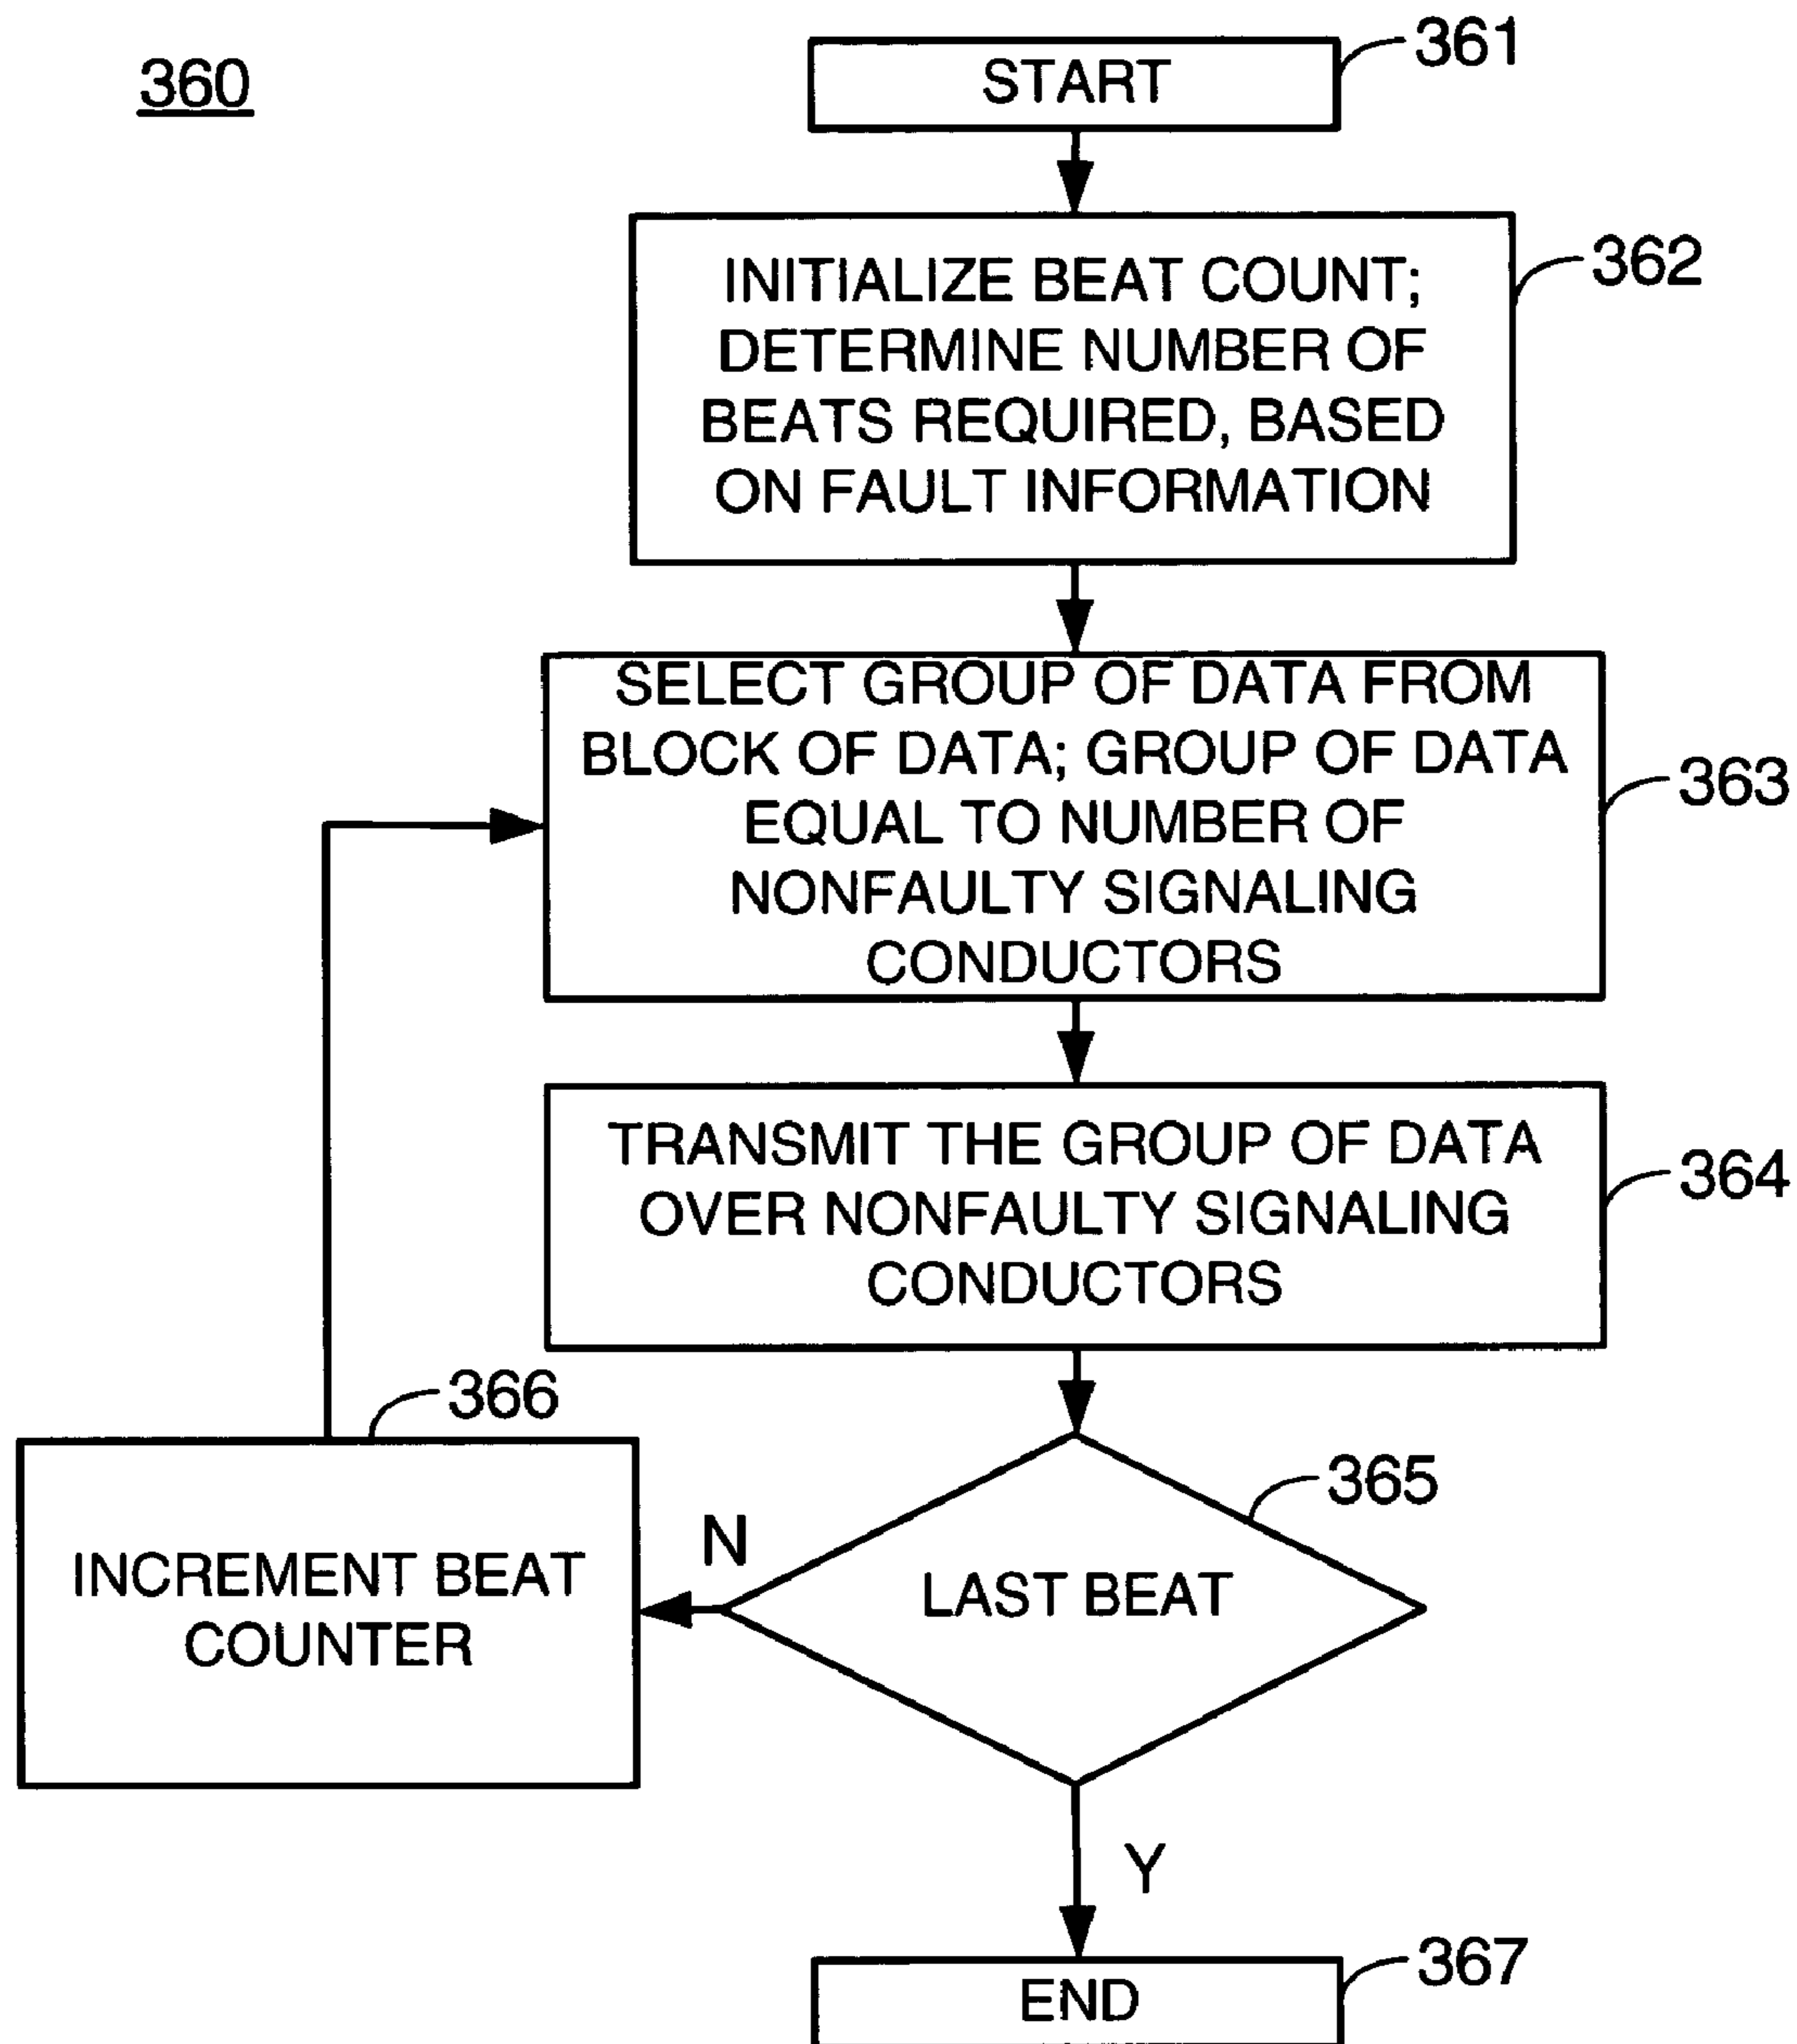 360
START
361
INITIALIZE BEAT COUNT;
DETERMINE NUMBER OF
BEATS REQUIRED, BASED
ON FAULT INFORMATION
362
SELECT GROUP OF DATA FROM
BLOCK OF DATA; GROUP OF DATA
EQUAL TO NUMBER OF
NONFAULTY SIGNALING
CONDUCTORS
363
TRANSMIT THE GROUP OF DATA
OVER NONFAULTY SIGNALING
CONDUCTORS
364
LAST BEAT
365
N
INCREMENT BEAT
COUNTER
366
Y
END
367